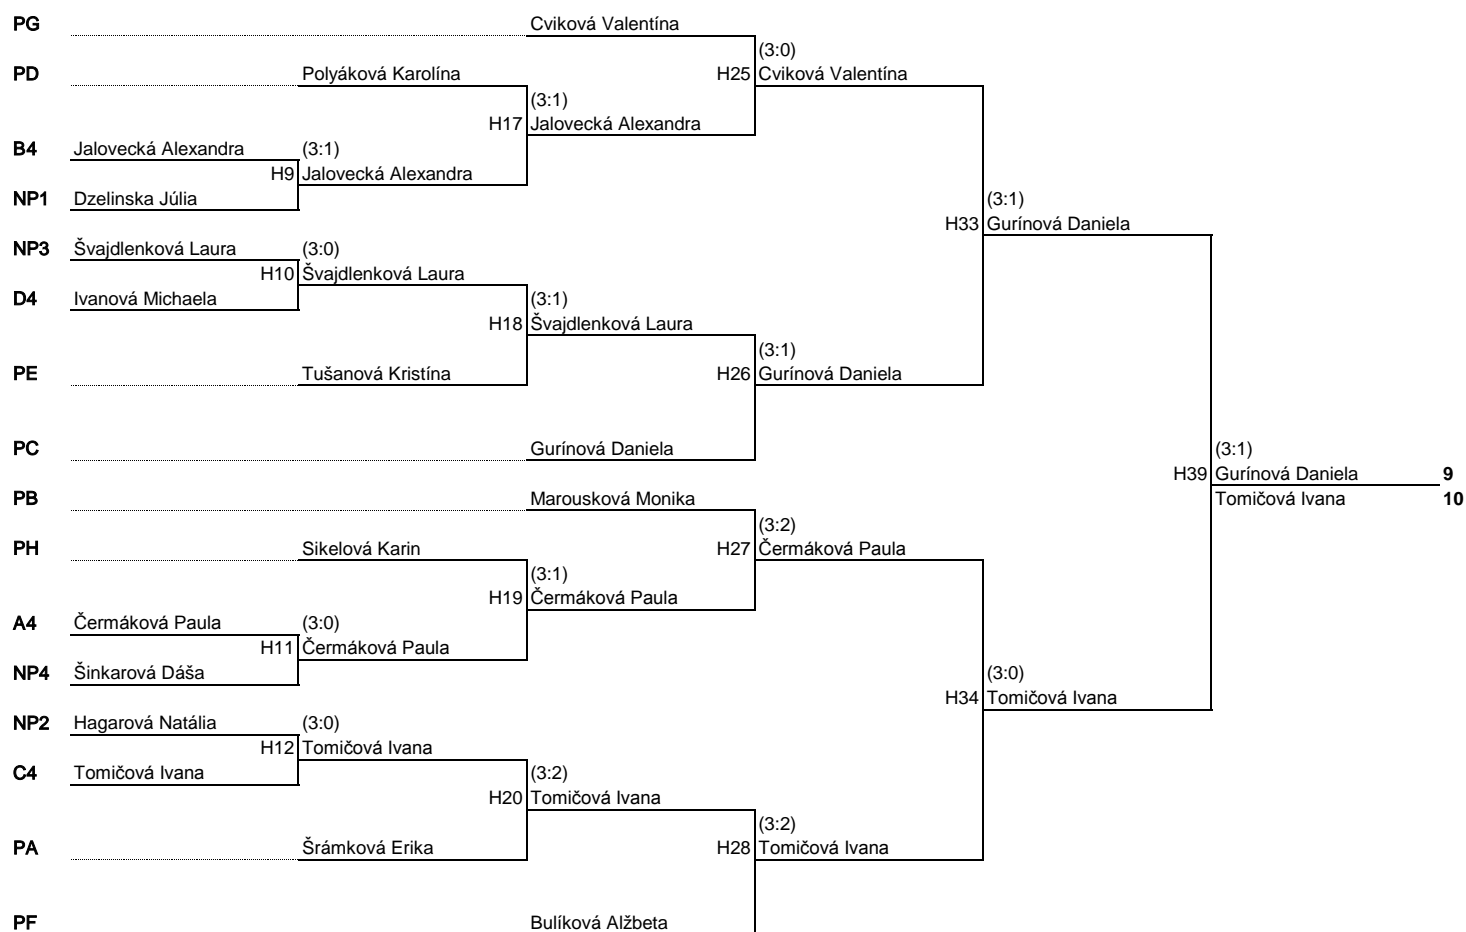 PG Cviková Valentína
(3:0)
PD Polyáková Karolína H25 Cviková Valentína
(3:1)
H17 Jalovecká Alexandra
B4 Jalovecká Alexandra (3:1)
H9 Jalovecká Alexandra
NP1 Dzelinska Júlia (3:1)
H33 Gurínová Daniela
NP3 Švajdlenková Laura (3:0)
H10 Švajdlenková Laura
D4 Ivanová Michaela (3:1)
H18 Švajdlenková Laura
(3:1)
PE Tušanová Kristína H26 Gurínová Daniela
PC Gurínová Daniela (3:1)
H39 Gurínová Daniela 9
PB Marousková Monika Tomičová Ivana 10
(3:2)
PH Sikelová Karin H27 Čermáková Paula
(3:1)
H19 Čermáková Paula
A4 Čermáková Paula (3:0)
H11 Čermáková Paula
NP4 Šinkarová Dáša (3:0)
H34 Tomičová Ivana
NP2 Hagarová Natália (3:0)
H12 Tomičová Ivana
C4 Tomičová Ivana (3:2)
H20 Tomičová Ivana
(3:2)
PA Šrámková Erika H28 Tomičová Ivana
PF Bulíková Alžbeta